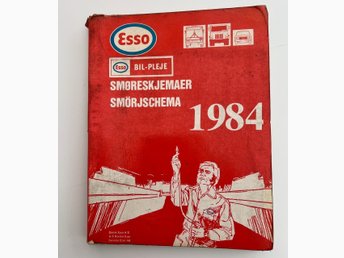 Esso
Esso BIL-PLEJE
SMØRESKJEMAER
SMÖRJSCHEMA
1984